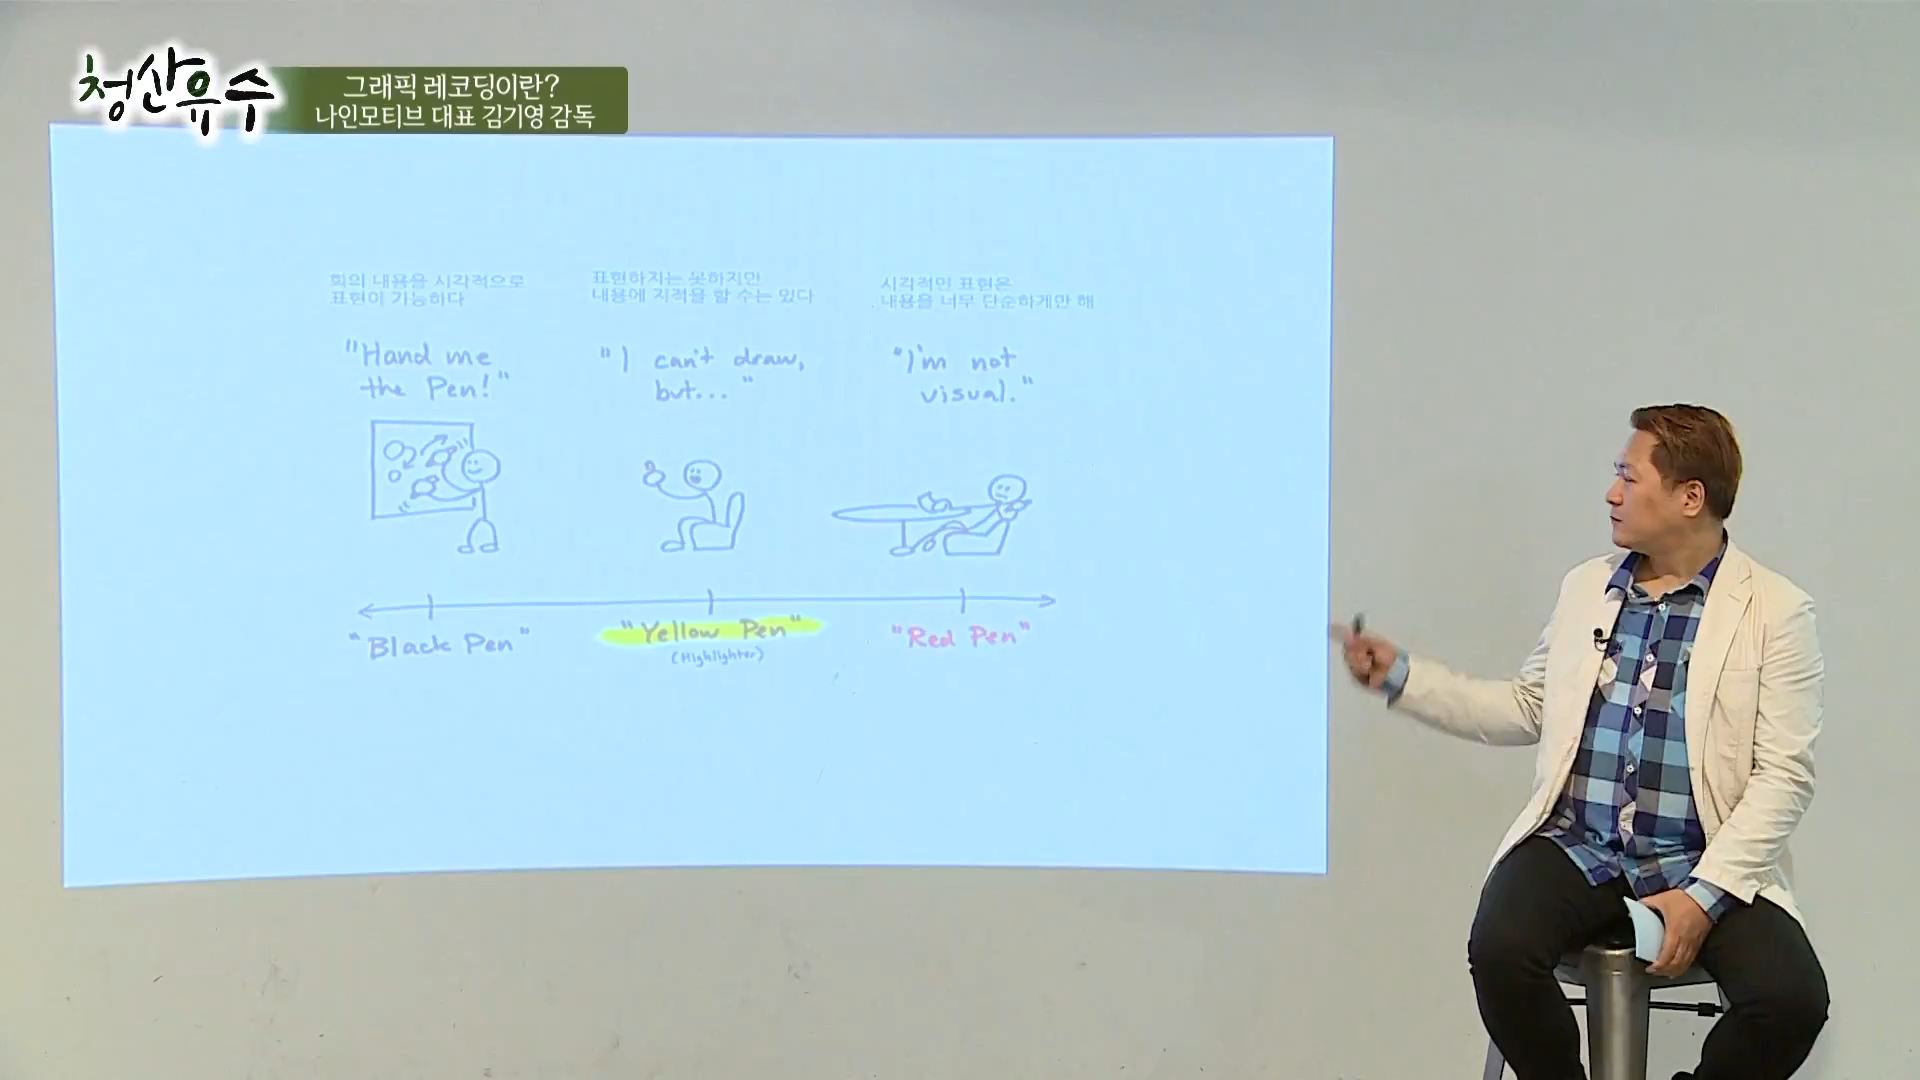 청산유수
그래픽 레코딩이란?
나인모티브 대표 김기영 감독
회의 내용을 시각적으로
표현이 가능하다
표현하지는 못하지만
내용에 지적을 할 수는 있다
시각적인 표현은
내용을 너무 단순하게만 해
"Hand me
the Pen!"
"I can't draw,
but..."
"I'm not
visual."
"Black Pen"
"Yellow Pen"
(Highlighter)
"Red Pen"